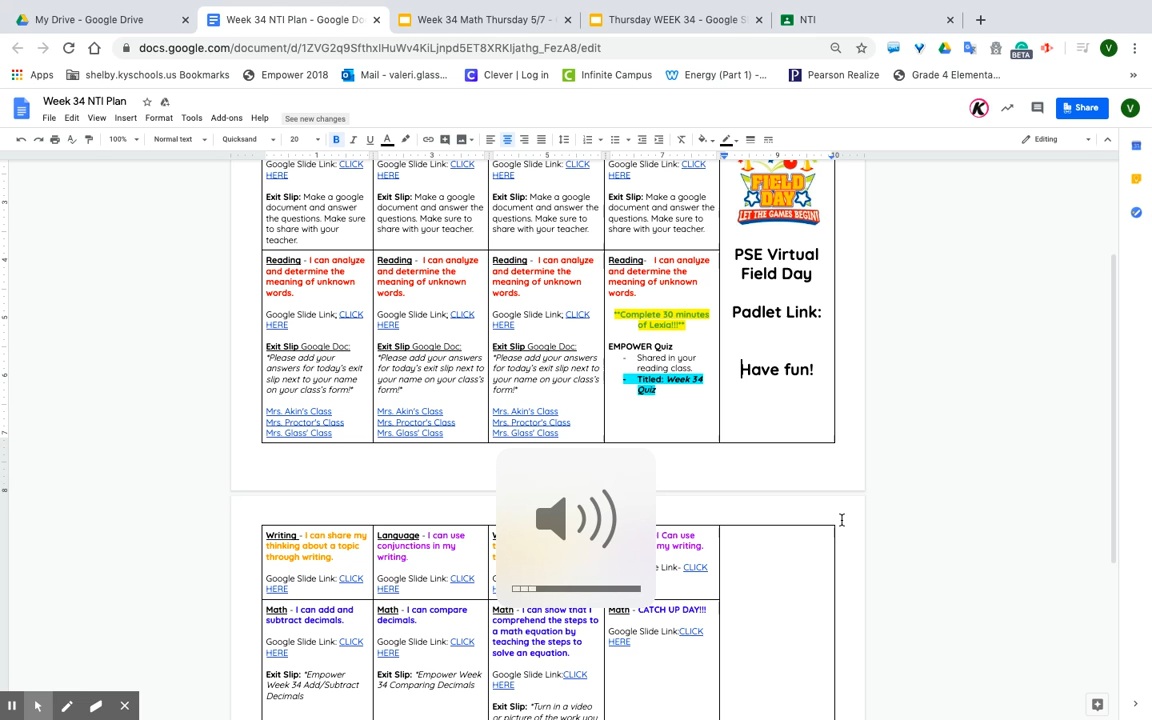 My Drive - Google Drive
Week 34 NTI Plan - Google Do
Week 34 Math Thursday 5/7 -
Thursday WEEK 34 - Google S
NTI
docs.google.com/document/d/1ZVG2q9SfthxIHuWv4KiLjnpd5ET8XRKIjathg_FezA8/edit
BETA
V
Apps
shelby.kyschools.us Bookmarks
Empower 2018
Mail - valeri.glass...
Clever | Log in
Infinite Campus
Energy (Part 1) -...
Pearson Realize
Grade 4 Elementa...
Week 34 NTI Plan
File Edit View Insert Format Tools Add-ons Help
See new changes
K
Share
V
100%
Normal text
Quicksand
20
B I U A
Editing
1 3 5 7 9 10
3
4
5
6
7
8
Google Slide Link: CLICK
HERE
Exit Slip: Make a google
document and answer
the questions. Make sure
to share with your
teacher.
Google Slide Link: CLICK
HERE
Exit Slip: Make a google
document and answer the
questions. Make sure to
share with your teacher.
Google Slide Link: CLICK
HERE
Exit Slip: Make a google
document and answer the
questions. Make sure to
share with your teacher.
Google Slide Link: CLICK
HERE
Exit Slip: Make a google
document and answer the
questions. Make sure to
share with your teacher.
FIELD
DAY
LET THE GAMES BEGIN!
PSE Virtual
Field Day
Padlet Link:
Have fun!
Reading - I can analyze
and determine the
meaning of unknown
words.
Google Slide Link: CLICK
HERE
Exit Slip Google Doc:
*Please add your
answers for today's exit
slip next to your name
on your class's form!*
Mrs. Akin's Class
Mrs. Proctor's Class
Mrs. Glass' Class
Reading - I can analyze
and determine the
meaning of unknown
words.
Google Slide Link: CLICK
HERE
Exit Slip Google Doc:
*Please add your answers
for today's exit slip next to
your name on your class's
form!*
Mrs. Akin's Class
Mrs. Proctor's Class
Mrs. Glass' Class
Reading - I can analyze
and determine the
meaning of unknown
words.
Google Slide Link: CLICK
HERE
Exit Slip Google Doc:
*Please add your answers
for today's exit slip next to
your name on your class's
form!*
Mrs. Akin's Class
Mrs. Proctor's Class
Mrs. Glass' Class
Reading- I can analyze
and determine the
meaning of unknown
words.
**Complete 30 minutes
of Lexia!!!**
EMPOWER Quiz
- Shared in your
reading class.
- Titled: Week 34
Quiz
Writing - I can share my
thinking about a topic
through writing.
Google Slide Link: CLICK
HERE
Language - I can use
conjunctions in my
writing.
Google Slide Link: CLICK
HERE
I Can use
my writing.
Link- CLICK
Math - I can add and
subtract decimals.
Google Slide Link: CLICK
HERE
Exit Slip: *Empower
Week 34 Add/Subtract
Decimals
Math - I can compare
decimals.
Google Slide Link: CLICK
HERE
Exit Slip: *Empower Week
34 Comparing Decimals
Math - I can show that I
comprehend the steps to
a math equation by
teaching the steps to
solve an equation.
Google Slide Link:CLICK
HERE
Exit Slip: *Turn in a video
or picture of the work you
Math - CATCH UP DAY!!!
Google Slide Link:CLICK
HERE